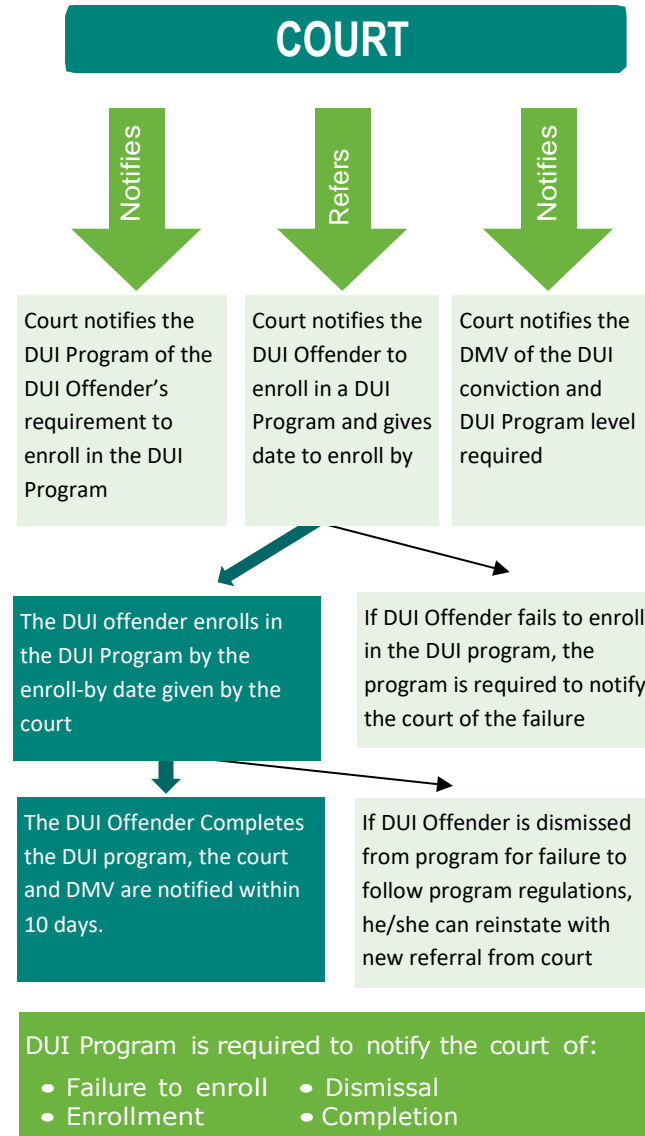 COURT
Notifies
Refers
Notifies
Court notifies the
DUI Program of the
DUI Offender’s
requirement to
enroll in the DUI
Program
Court notifies the
DUI Offender to
enroll in a DUI
Program and gives
date to enroll by
Court notifies the
DMV of the DUI
conviction and
DUI Program level
required
The DUI offender enrolls in
the DUI Program by the
enroll-by date given by the
court
If DUI Offender fails to enroll
in the DUI program, the
program is required to notify
the court of the failure
The DUI Offender Completes
the DUI program, the court
and DMV are notified within
10 days.
If DUI Offender is dismissed
from program for failure to
follow program regulations,
he/she can reinstate with
new referral from court
DUI Program is required to notify the court of:
• Failure to enroll • Dismissal
• Enrollment • Completion